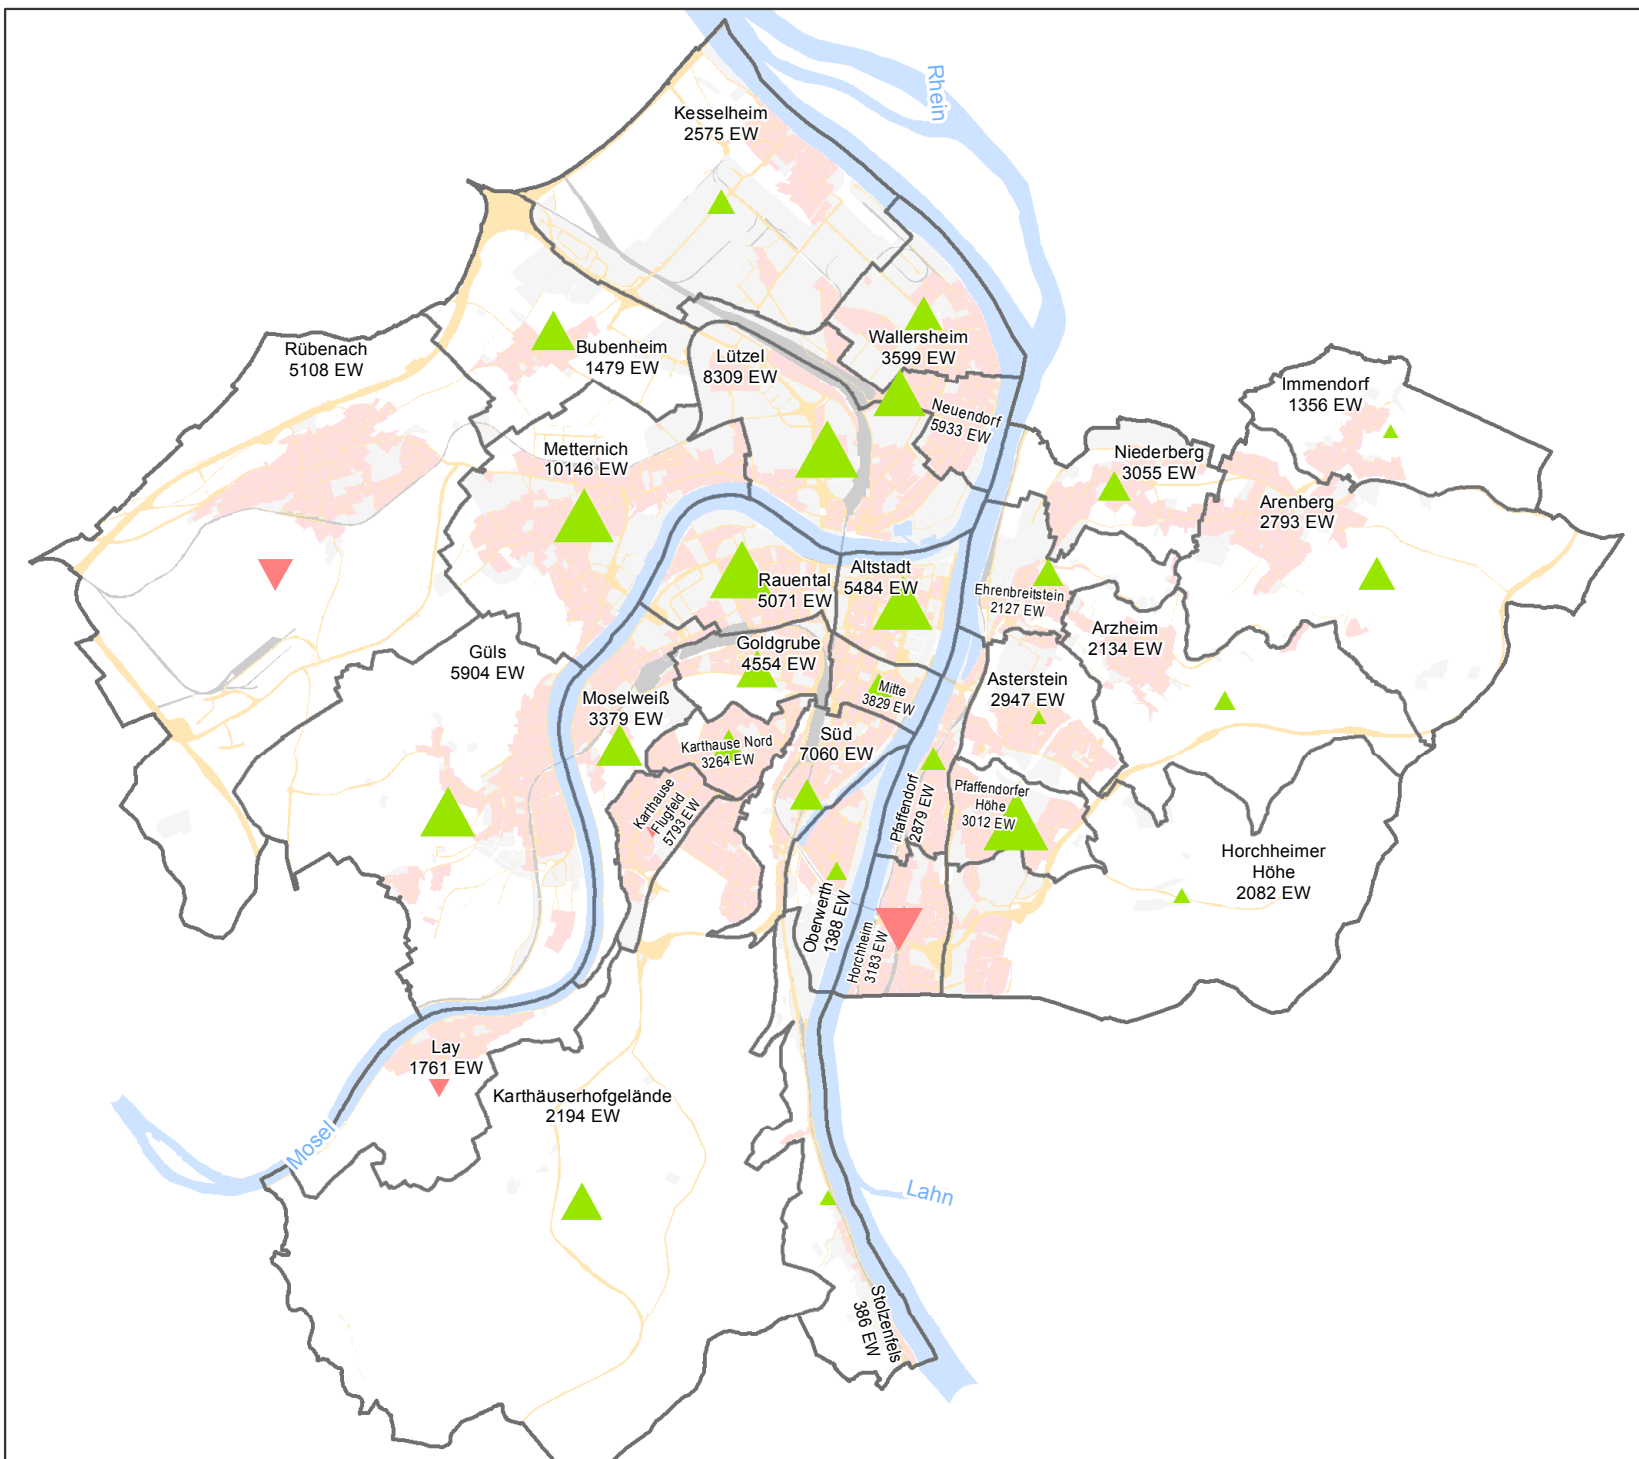 Rhein
Kesselheim
2575 EW
Wallersheim
3599 EW
Bubenheim
1479 EW
Rübenach
5108 EW
Lützel
8309 EW
Neuendorf
5933 EW
Immendorf
1356 EW
Metternich
10146 EW
Niederberg
3055 EW
Arenberg
2793 EW
Rauental
5071 EW
Altstadt
5484 EW
Ehrenbreitstein
2127 EW
Arzheim
2134 EW
Güls
5904 EW
Goldgrube
4554 EW
Moselweiß
3379 EW
Mitte
3829 EW
Asterstein
2947 EW
Karthause Nord
3264 EW
Süd
7060 EW
Karthause
Flugfeld
5793 EW
Pfaffendorf
2879 EW
Pfaffendorfer
Höhe
3012 EW
Horchheimer
Höhe
2082 EW
Oberwerth
1388 EW
Horchheim
3183 EW
Lay
1761 EW
Karthäuserhofgelände
2194 EW
Mosel
Lahn
Stolzenfels
386 EW